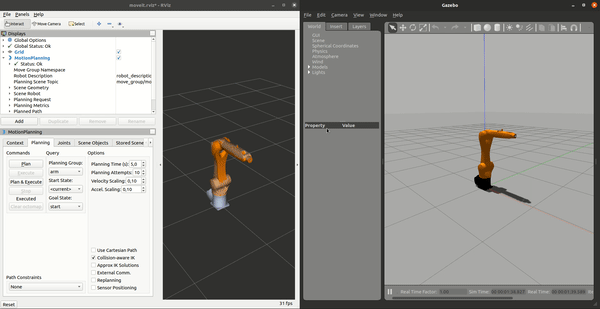 moveit.rviz* - RViz
File Panels Help
Interact Move Camera Select
Displays
Global Options
Global Status: Ok
Grid
MotionPlanning
Status: Ok
Move Group Namespace
Robot Description robot_descriptio
Planning Scene Topic move_group/mo
Scene Geometry
Scene Robot
Planning Request
Planning Metrics
Planned Path
Add Duplicate Remove Rename
MotionPlanning
Context Planning Joints Scene Objects Stored Scene
Commands Query Options
Plan
Execute
Plan & Execute
Stop
Executed
Clear octomap
Planning Group:
arm
Start State:
<current>
Goal State:
start
Planning Time (s): 5,0
Planning Attempts: 10
Velocity Scaling: 0,10
Accel. Scaling: 0,10
Use Cartesian Path
Collision-aware IK
Approx IK Solutions
External Comm.
Replanning
Sensor Positioning
Path Constraints
None
Reset
31 fps
Gazebo
File Edit Camera View Window Help
World Insert Layers
GUI
Scene
Spherical Coordinates
Physics
Atmosphere
Wind
Models
Lights
Property Value
Real Time Factor: Sim Time: Real Time: